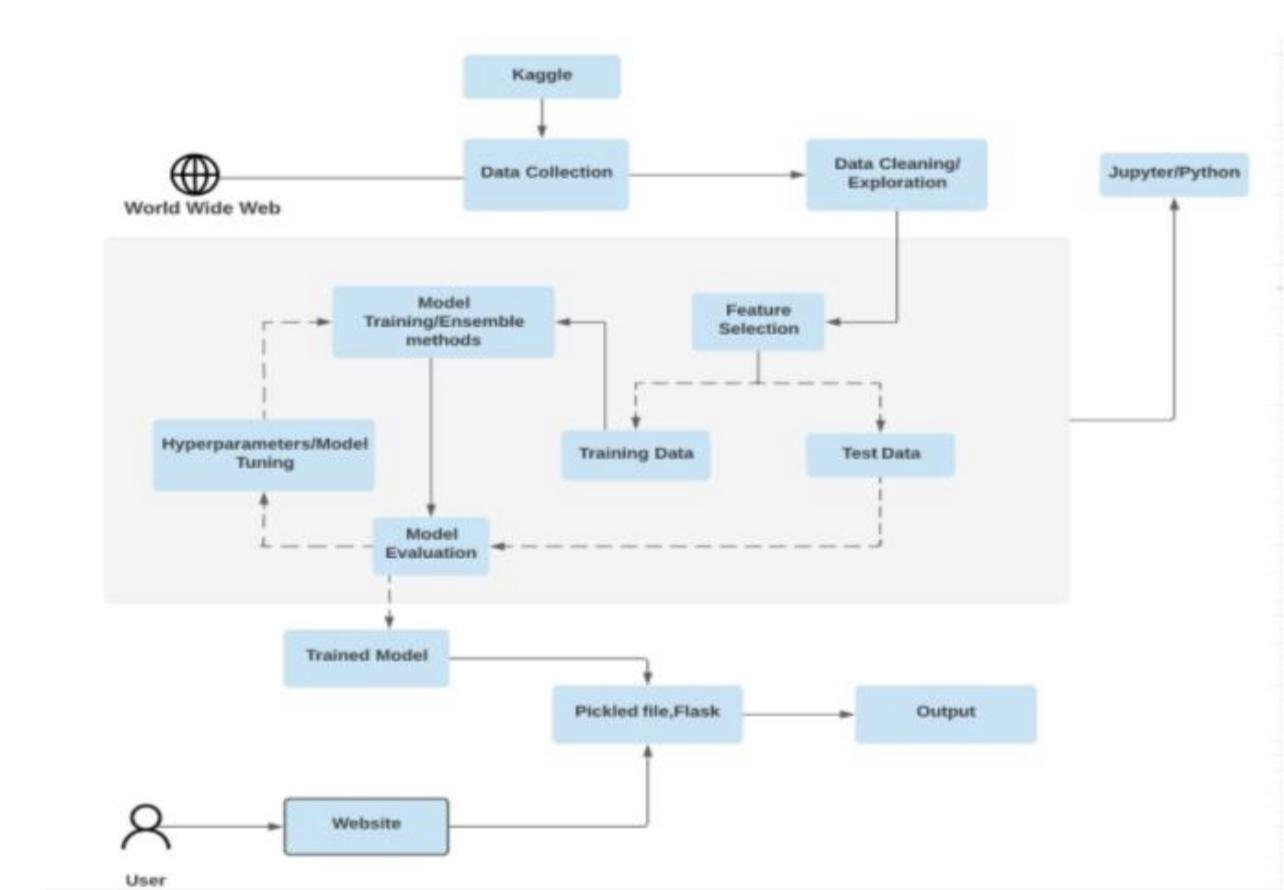 Kaggle
Data Collection
Data Cleaning/
Exploration
Jupyter/Python
World Wide Web
Model
Training/Ensemble
methods
Feature
Selection
Hyperparameters/Model
Tuning
Training Data
Test Data
Model
Evaluation
Trained Model
Pickled file,Flask
Output
Website
User